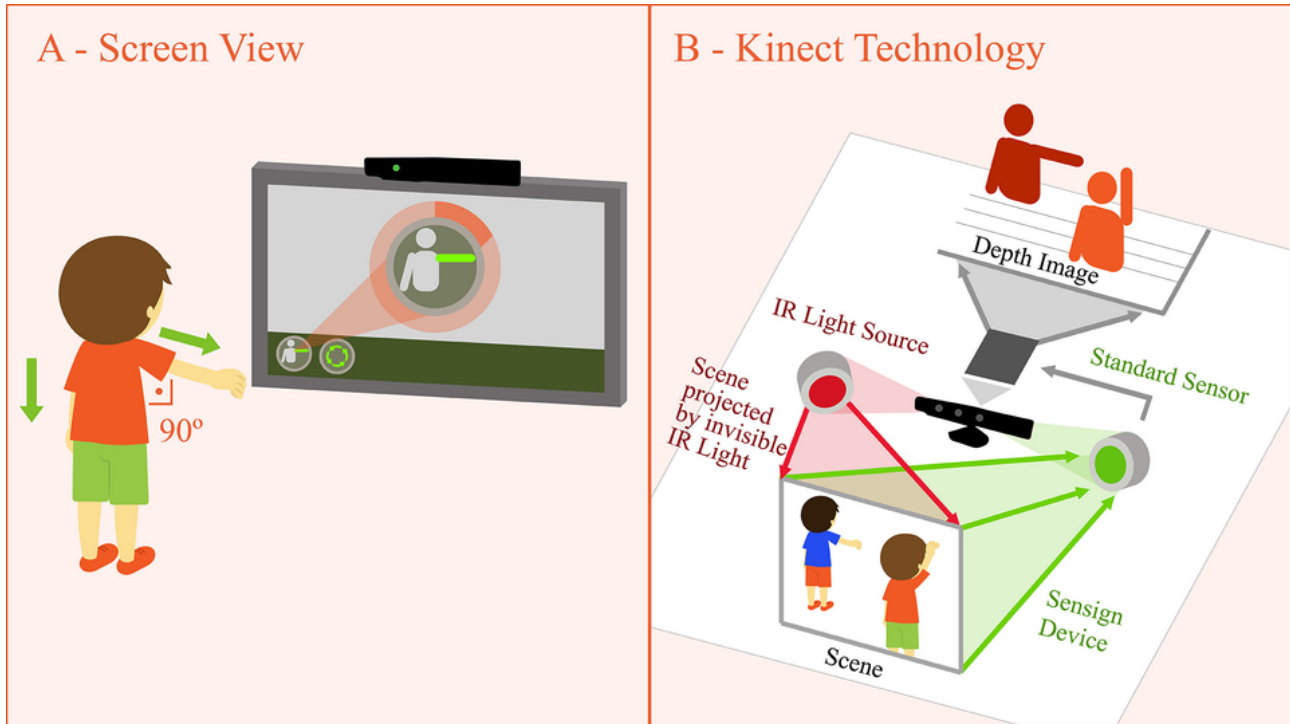 A - Screen View
90º
B - Kinect Technology
Depth Image
IR Light Source
Standard Sensor
Scene
projected
by invisible
IR Light
Sensign
Device
Scene